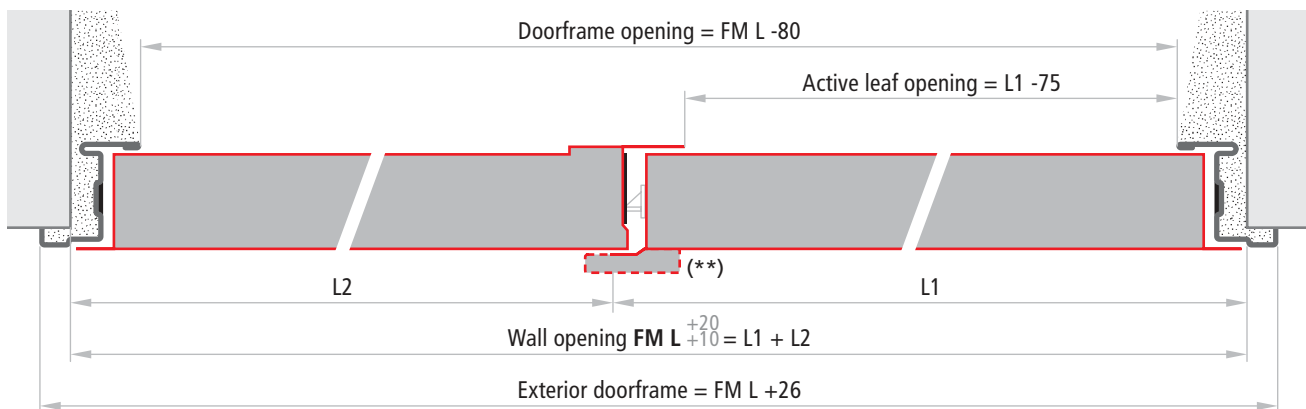 Doorframe opening = FM L -80
Active leaf opening = L1 -75
(**)
L2
L1
Wall opening FM L +20 +10 = L1 + L2
Exterior doorframe = FM L +26